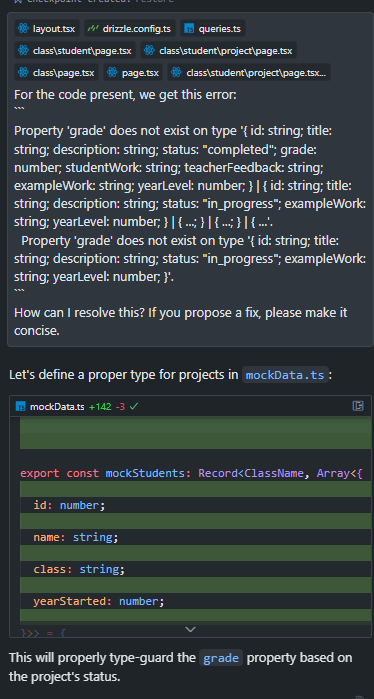 Checkpoint created: restore
layout.tsx drizzle.config.ts queries.ts
class\student\page.tsx class\student\project\page.tsx
class\page.tsx page.tsx class\student\project\page.tsx...
For the code present, we get this error:
```
Property 'grade' does not exist on type '{ id: string; title:
string; description: string; status: "completed"; grade:
number; studentWork: string; teacherFeedback: string;
exampleWork: string; yearLevel: number; } | { id: string; title:
string; description: string; status: "in_progress"; exampleWork:
string; yearLevel: number; } | { ...; } | { ...; } | { ...'.
Property 'grade' does not exist on type '{ id: string; title:
string; description: string; status: "in_progress"; exampleWork:
string; yearLevel: number; }'.
```
How can I resolve this? If you propose a fix, please make it
concise.
Let's define a proper type for projects in mockData.ts:
TS mockData.ts +142 -3
export const mockStudents: Record<ClassName, Array<{
id: number;
name: string;
class: string;
yearStarted: number;
}>> = {
This will properly type-guard the grade property based on
the project's status.